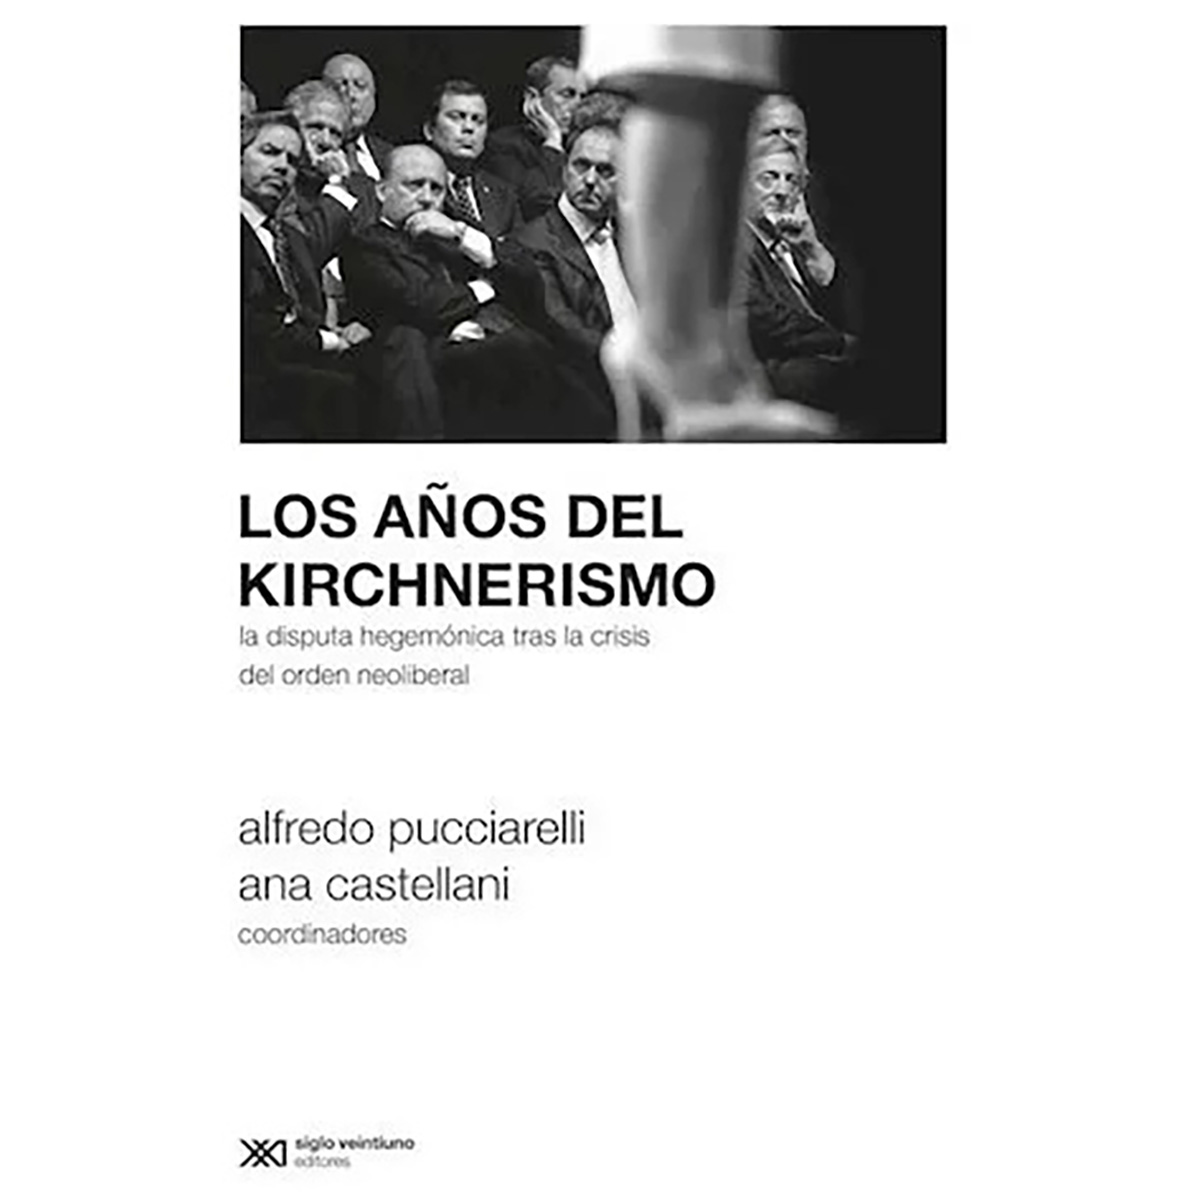 LOS AÑOS DEL
KIRCHNERISMO
la disputa hegemónica tras la crisis
del orden neoliberal
alfredo pucciarelli
ana castellani
coordinadores
siglo veintiuno
editores